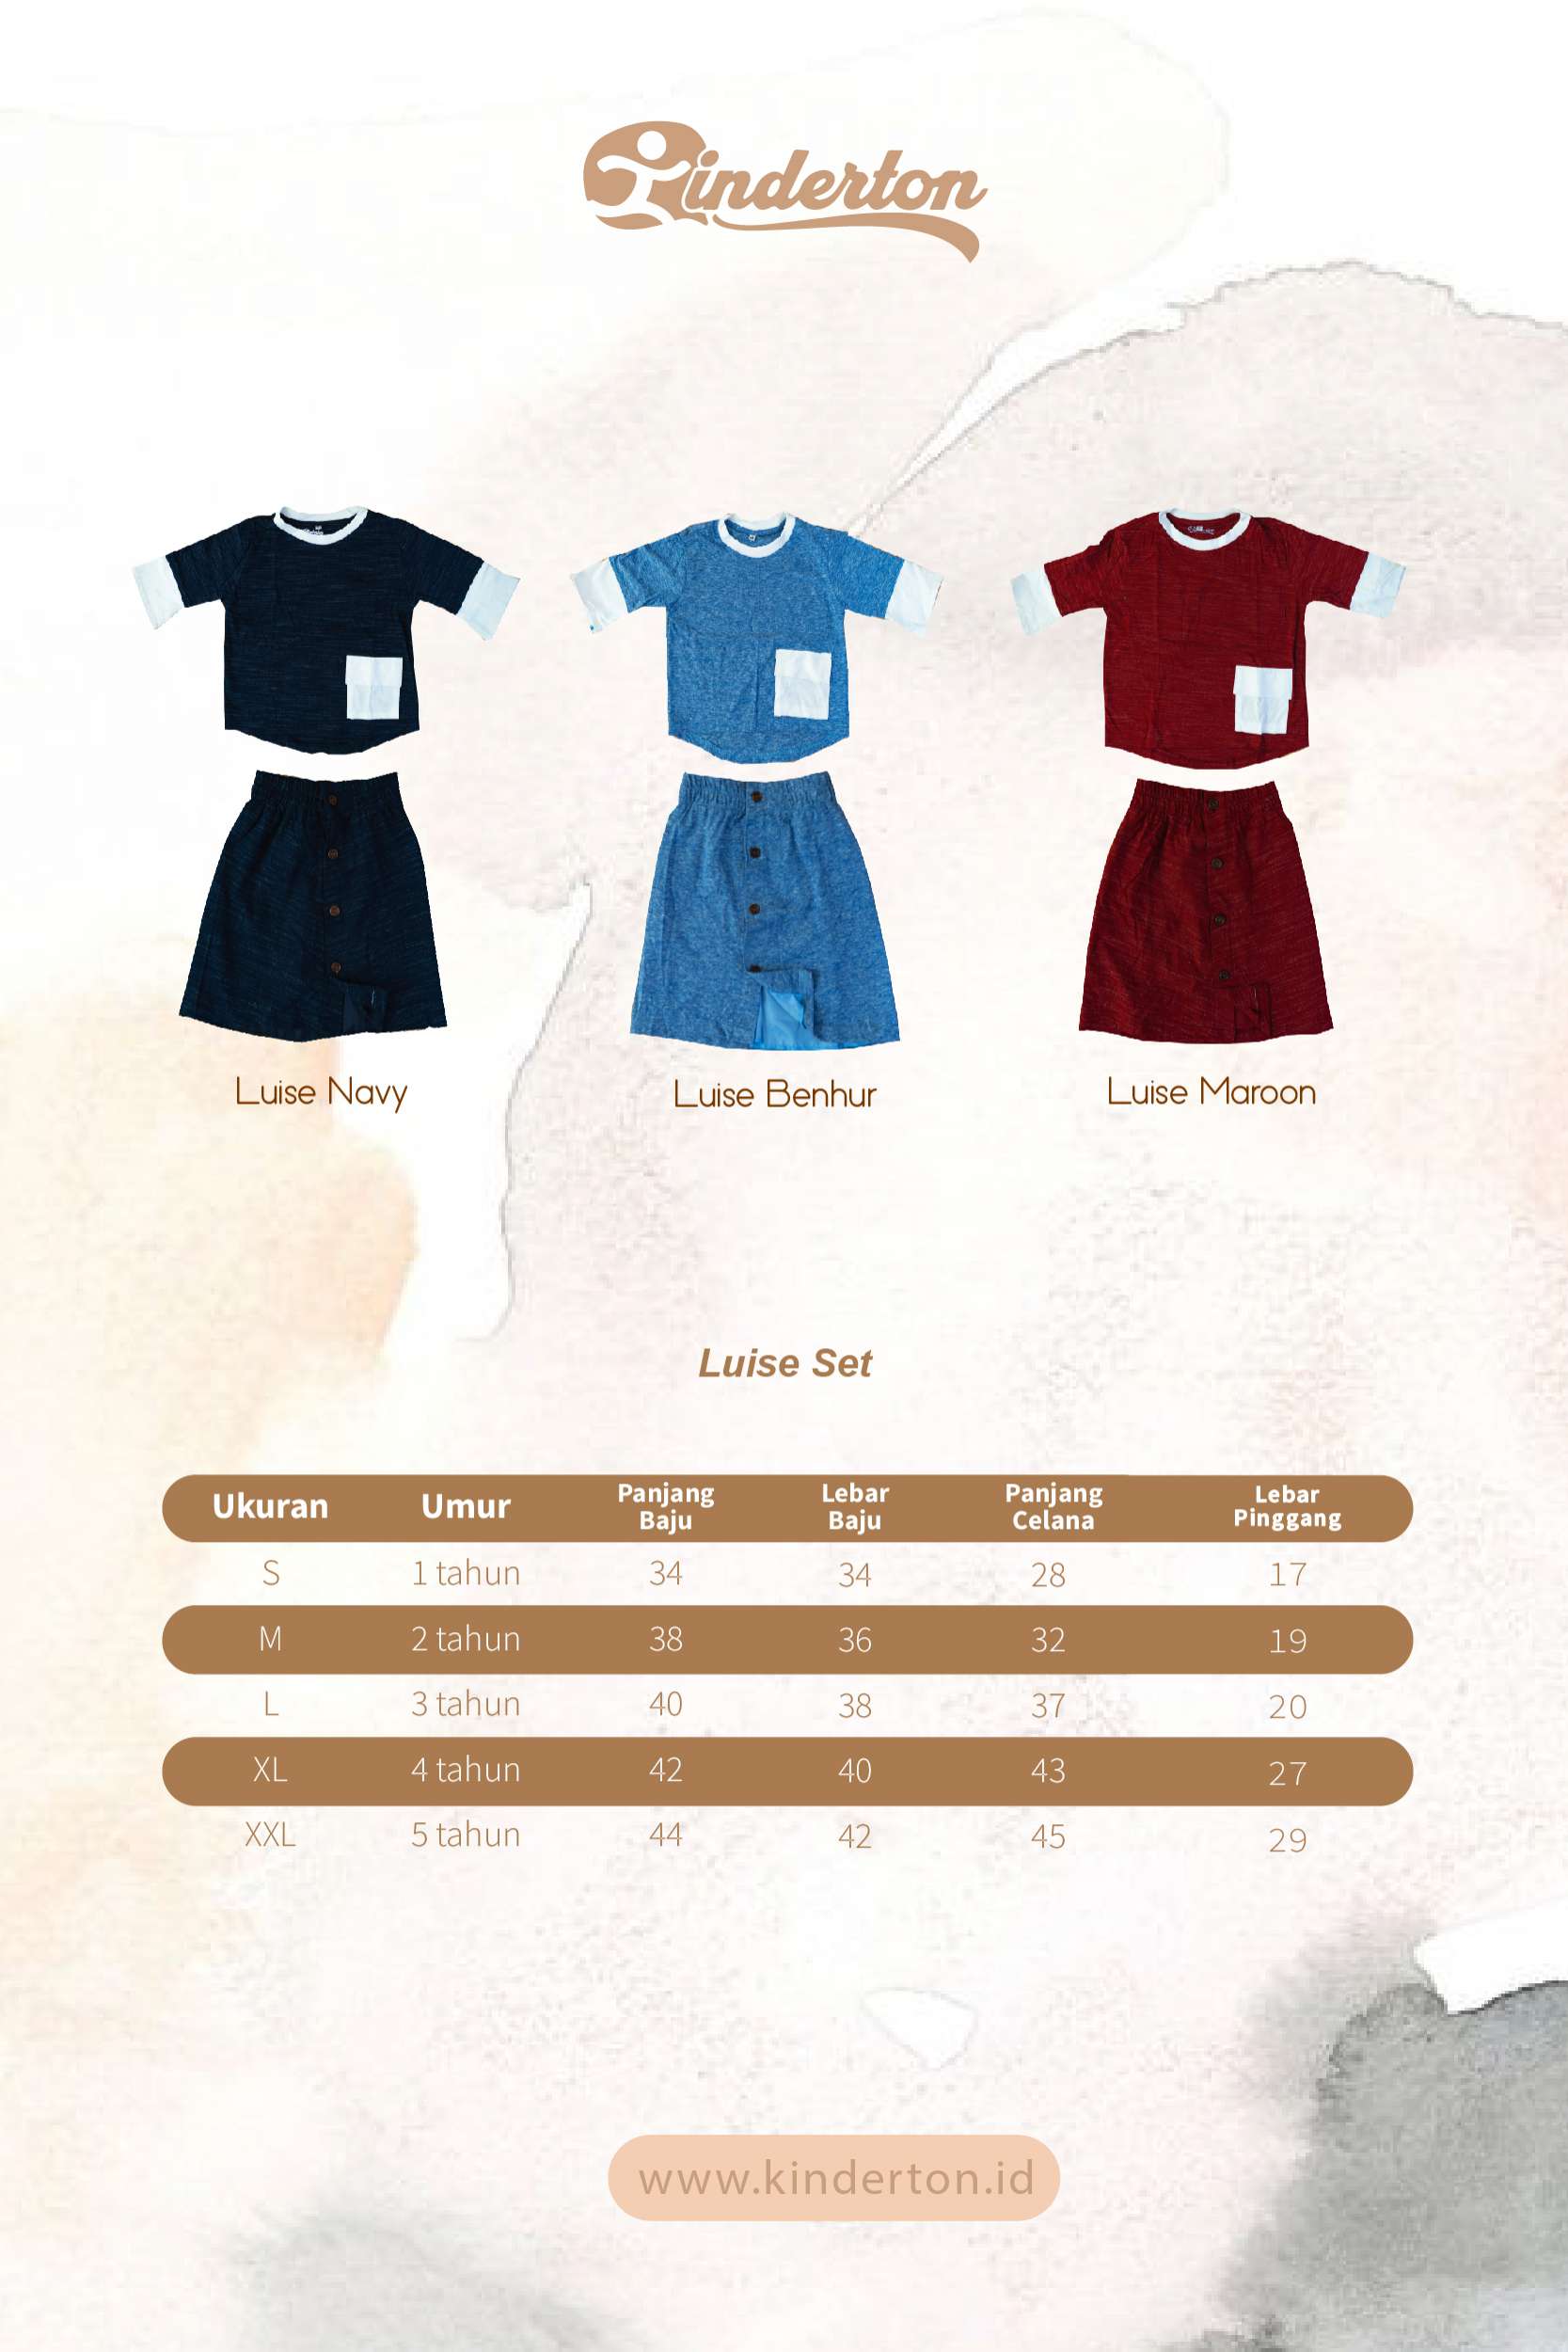 Kinderton
Luise Navy
Luise Benhur
Luise Maroon
Luise Set
Ukuran Umur Panjang Baju Lebar Baju Panjang Celana Lebar Pinggang
S 1 tahun 34 34 28 17
M 2 tahun 38 36 32 19
L 3 tahun 40 38 37 20
XL 4 tahun 42 40 43 27
XXL 5 tahun 44 42 45 29
www.kinderton.id